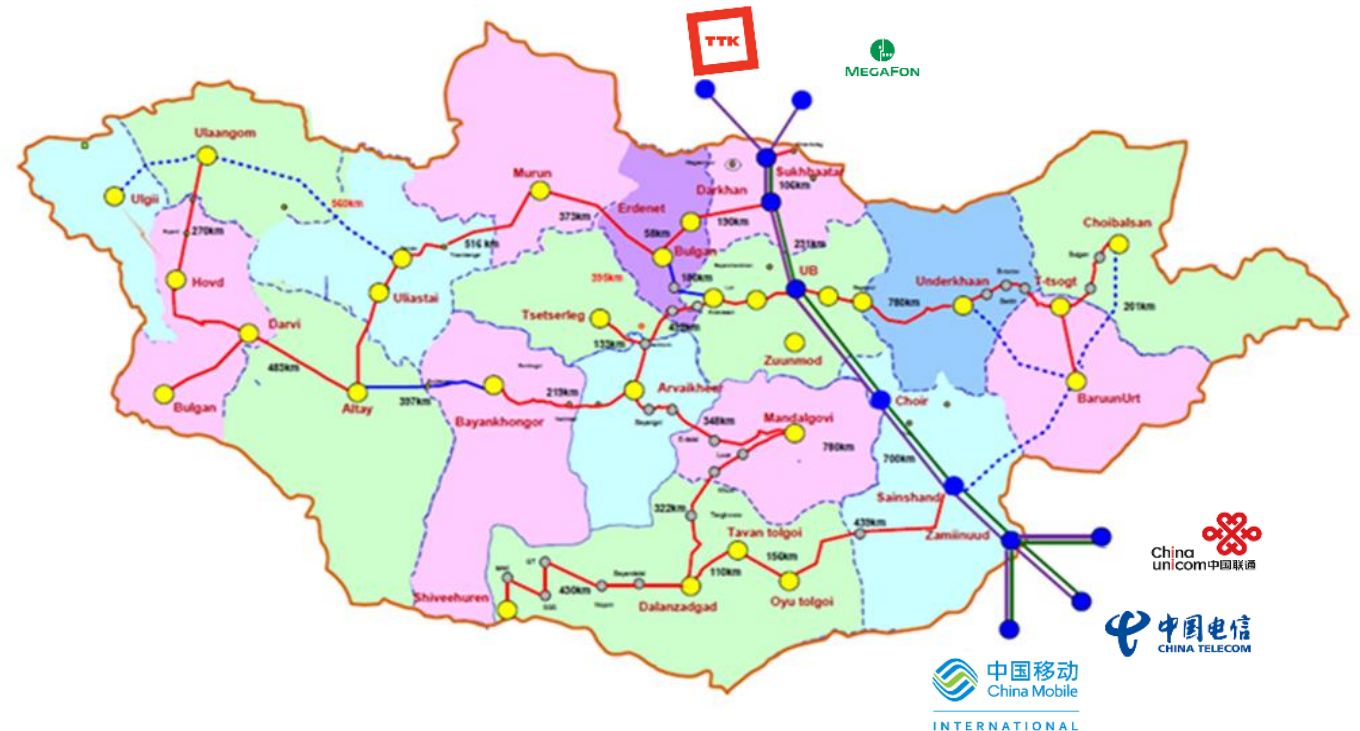 TTK
MEGAFON
Ulaangom
Ulgii
560km
270km
Hovd
Darvi
Bulgan
483km
Altay
397km
Uliastai
516 km
Murun
373km
Erdenet
58km
Bulgan
Darkhan
190km
Sukhbaatar
106km
231km
UB
395km
Tsetserleg
133km
Zuunmod
780km
Underkhaan
T-tsogt
Choibalsan
201km
BaruunUrt
Bayankhongor
219km
Arvaikheer
348km
Mandalgovi
780km
Choir
700km
Sainshand
Zamiinuud
322km
Tavan tolgoi
110km
150km
Oyu tolgoi
Dalanzadgad
430km
Shiveehuren
China
unicom中国联通
中国电信
CHINA TELECOM
中国移动
China Mobile
INTERNATIONAL